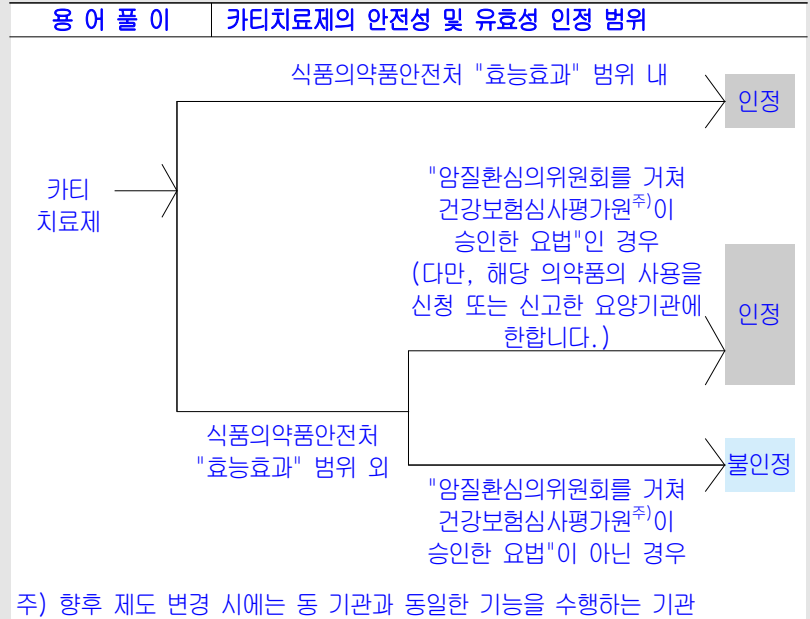 용 어 풀 이 카티치료제의 안전성 및 유효성 인정 범위
식품의약품안전처 "효능효과" 범위 내
인정
카티
치료제
"암질환심의위원회를 거쳐
건강보험심사평가원주)이
승인한 요법"인 경우
(다만, 해당 의약품의 사용을
신청 또는 신고한 요양기관에
한합니다.)
인정
식품의약품안전처
"효능효과" 범위 외
불인정
"암질환심의위원회를 거쳐
건강보험심사평가원주)이
승인한 요법"이 아닌 경우
주) 향후 제도 변경 시에는 동 기관과 동일한 기능을 수행하는 기관